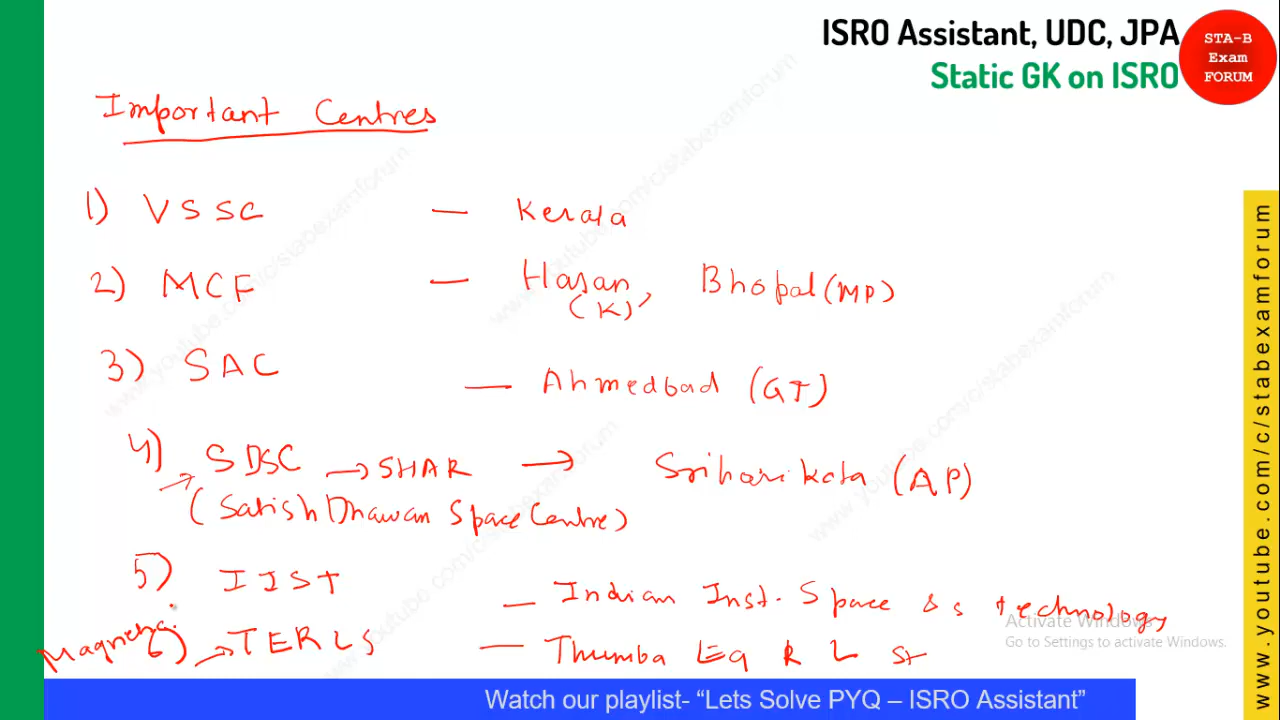 ISRO Assistant, UDC, JPA
Static GK on ISRO
STA-B
Exam
FORUM
Important Centres
1) VSSC — Kerala
2) MCF — Hasan, Bhopal (MP)
(K)
3) SAC — Ahmedbad (GJ)
4) SDSC → SHAR → Sriharikota (AP)
(Satish Dhawan Space Centre)
5) IIST — Indian Inst. Space & technology
6) → TERLS — Thumba Eq R L St
Activate Windows
Go to Settings to activate Windows.
Watch our playlist- “Lets Solve PYQ – ISRO Assistant”
www.youtube.com/c/stabexamforum